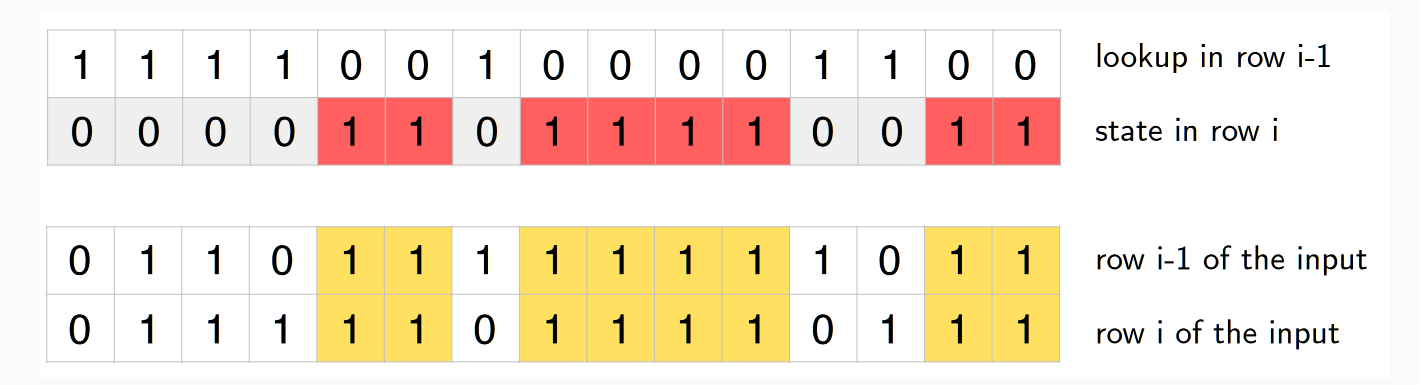 1 1 1 1 0 0 1 0 0 0 0 1 1 0 0 lookup in row i-1
0 0 0 0 1 1 0 1 1 1 1 0 0 1 1 state in row i
0 1 1 0 1 1 1 1 1 1 1 1 0 1 1 row i-1 of the input
0 1 1 1 1 1 0 1 1 1 1 0 1 1 1 row i of the input